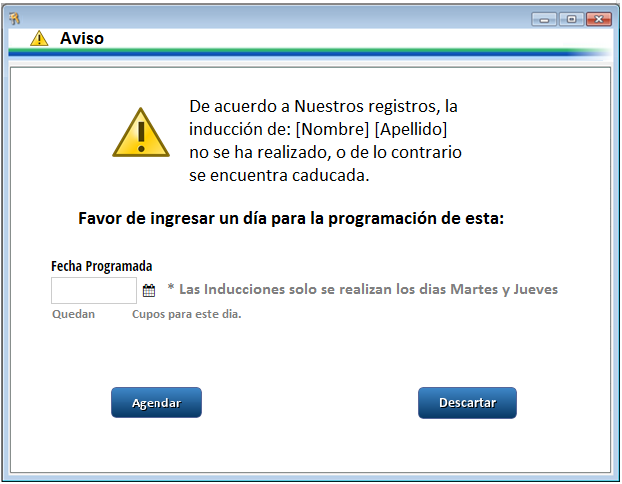 Aviso
De acuerdo a Nuestros registros, la
inducción de: [Nombre] [Apellido]
no se ha realizado, o de lo contrario
se encuentra caducada.
Favor de ingresar un día para la programación de esta:
Fecha Programada
* Las Inducciones solo se realizan los dias Martes y Jueves
Quedan Cupos para este dia.
Agendar Descartar